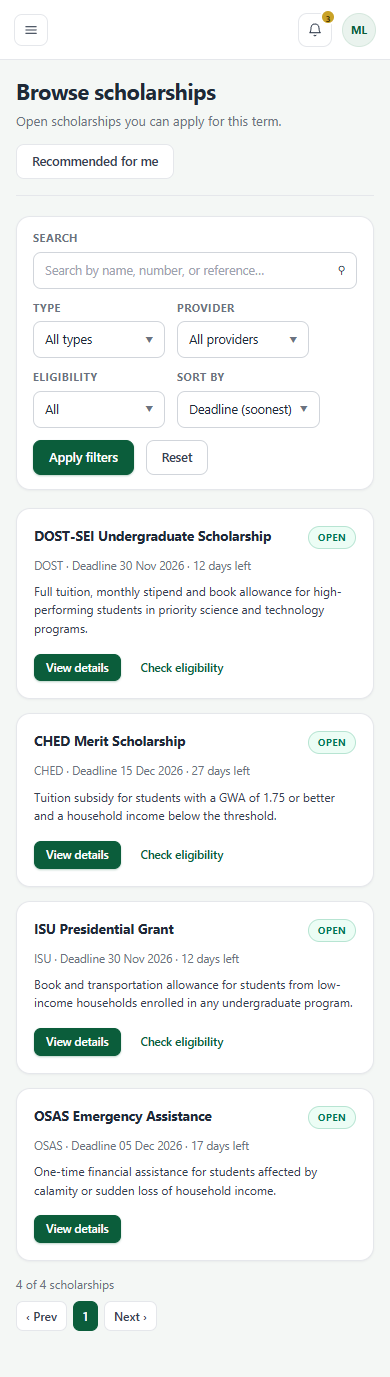 3
ML
Browse scholarships
Open scholarships you can apply for this term.
Recommended for me
SEARCH
Search by name, number, or reference...
TYPE
PROVIDER
All types
All providers
ELIGIBILITY
SORT BY
All
Deadline (soonest)
Apply filters
Reset
DOST-SEI Undergraduate Scholarship
OPEN
DOST · Deadline 30 Nov 2026 · 12 days left
Full tuition, monthly stipend and book allowance for high-
performing students in priority science and technology
programs.
View details
Check eligibility
CHED Merit Scholarship
OPEN
CHED · Deadline 15 Dec 2026 · 27 days left
Tuition subsidy for students with a GWA of 1.75 or better
and a household income below the threshold.
View details
Check eligibility
ISU Presidential Grant
OPEN
ISU · Deadline 30 Nov 2026 · 12 days left
Book and transportation allowance for students from low-
income households enrolled in any undergraduate program.
View details
Check eligibility
OSAS Emergency Assistance
OPEN
OSAS · Deadline 05 Dec 2026 · 17 days left
One-time financial assistance for students affected by
calamity or sudden loss of household income.
View details
4 of 4 scholarships
‹ Prev
1
Next ›